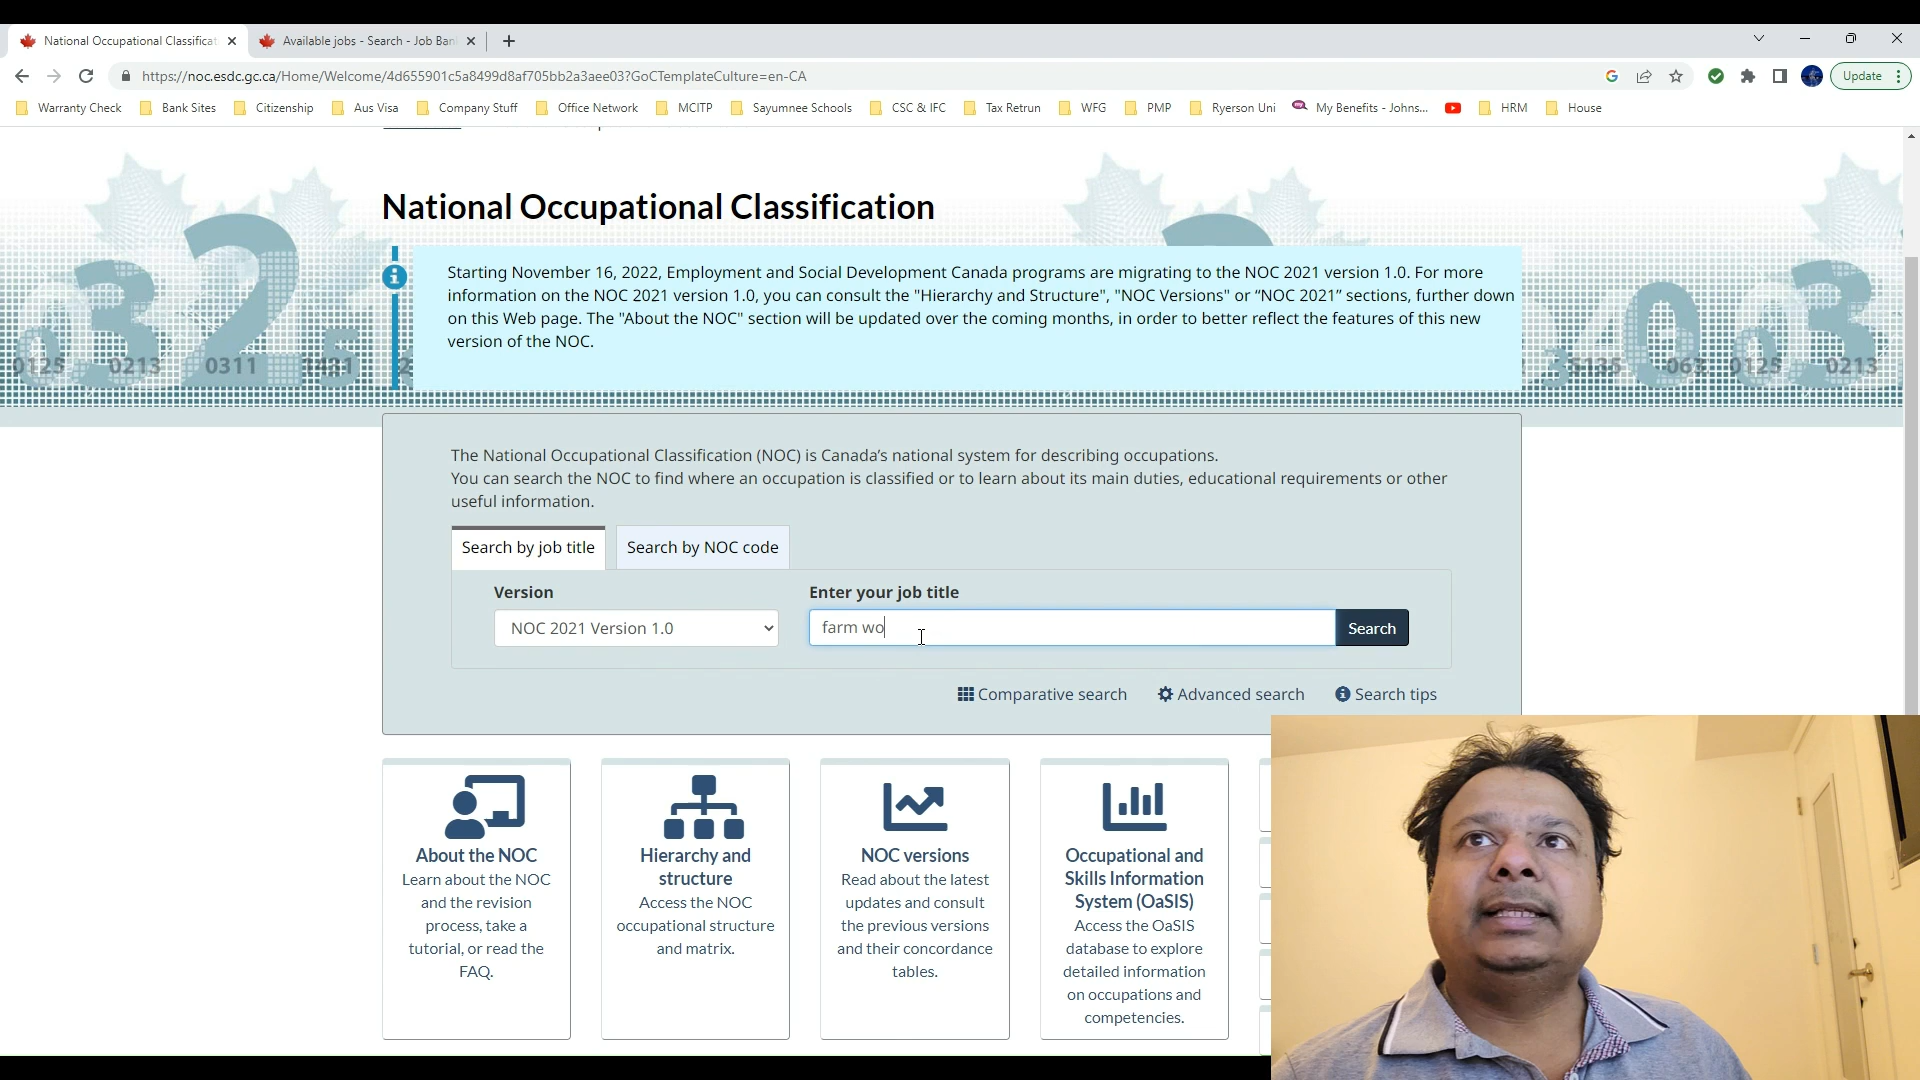 National Occupational Classificat
Available jobs - Search - Job Ban
https://noc.esdc.gc.ca/Home/Welcome/4d655901c5a8499d8af705bb2a3aee03?GoCTemplateCulture=en-CA
Update
Warranty Check
Bank Sites
Citizenship
Aus Visa
Company Stuff
Office Network
MCITP
Sayumnee Schools
CSC & IFC
Tax Retrun
WFG
PMP
Ryerson Uni
My Benefits - Johns...
HRM
House
National Occupational Classification
Starting November 16, 2022, Employment and Social Development Canada programs are migrating to the NOC 2021 version 1.0. For more
information on the NOC 2021 version 1.0, you can consult the "Hierarchy and Structure", "NOC Versions" or “NOC 2021” sections, further down
on this Web page. The "About the NOC" section will be updated over the coming months, in order to better reflect the features of this new
version of the NOC.
0125 0213 0311
0125 0213
The National Occupational Classification (NOC) is Canada’s national system for describing occupations.
You can search the NOC to find where an occupation is classified or to learn about its main duties, educational requirements or other
useful information.
Search by job title
Search by NOC code
Version
Enter your job title
NOC 2021 Version 1.0
farm wo
Search
Comparative search
Advanced search
Search tips
About the NOC
Learn about the NOC
and the revision
process, take a
tutorial, or read the
FAQ.
Hierarchy and
structure
Access the NOC
occupational structure
and matrix.
NOC versions
Read about the latest
updates and consult
the previous versions
and their concordance
tables.
Occupational and
Skills Information
System (OaSIS)
Access the OaSIS
database to explore
detailed information
on occupations and
competencies.